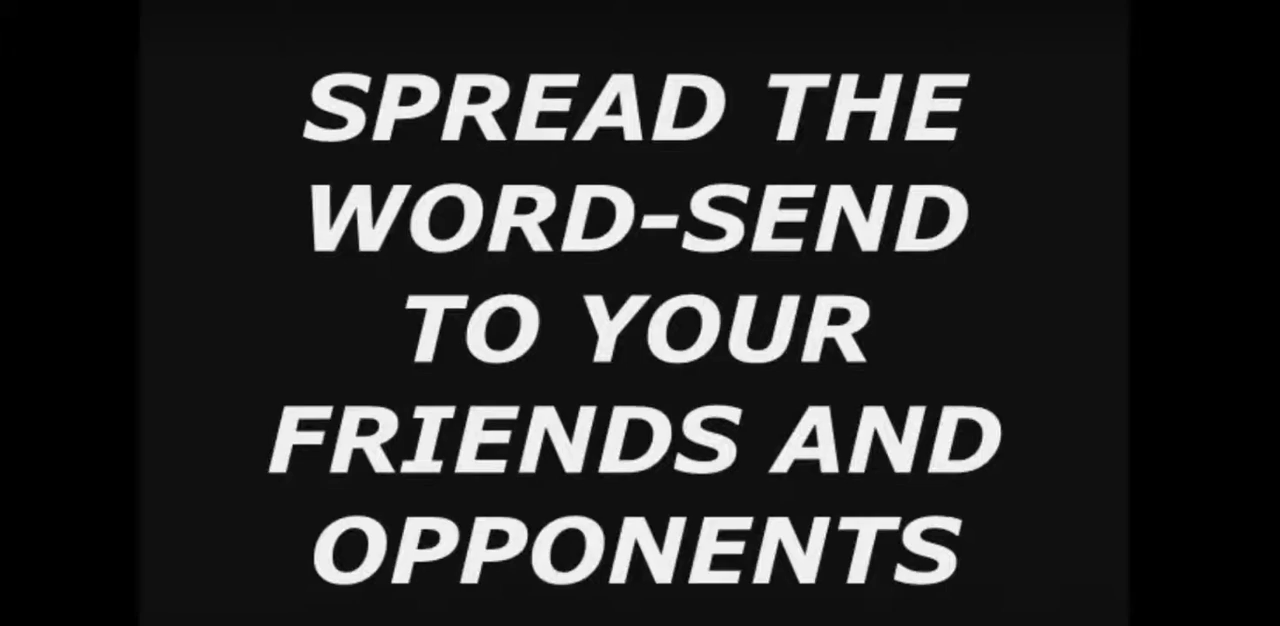 SPREAD THE
WORD-SEND
TO YOUR
FRIENDS AND
OPPONENTS